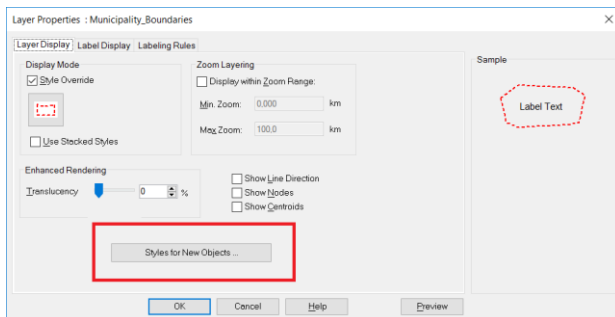 Layer Properties : Municipality_Boundaries
Layer Display Label Display Labeling Rules
Display Mode
Style Override
Use Stacked Styles
Zoom Layering
Display within Zoom Range:
Min. Zoom: 0,000 km
Max Zoom: 100,0 km
Sample
Label Text
Enhanced Rendering
Translucency 0 %
Show Line Direction
Show Nodes
Show Centroids
Styles for New Objects ...
OK Cancel Help Preview